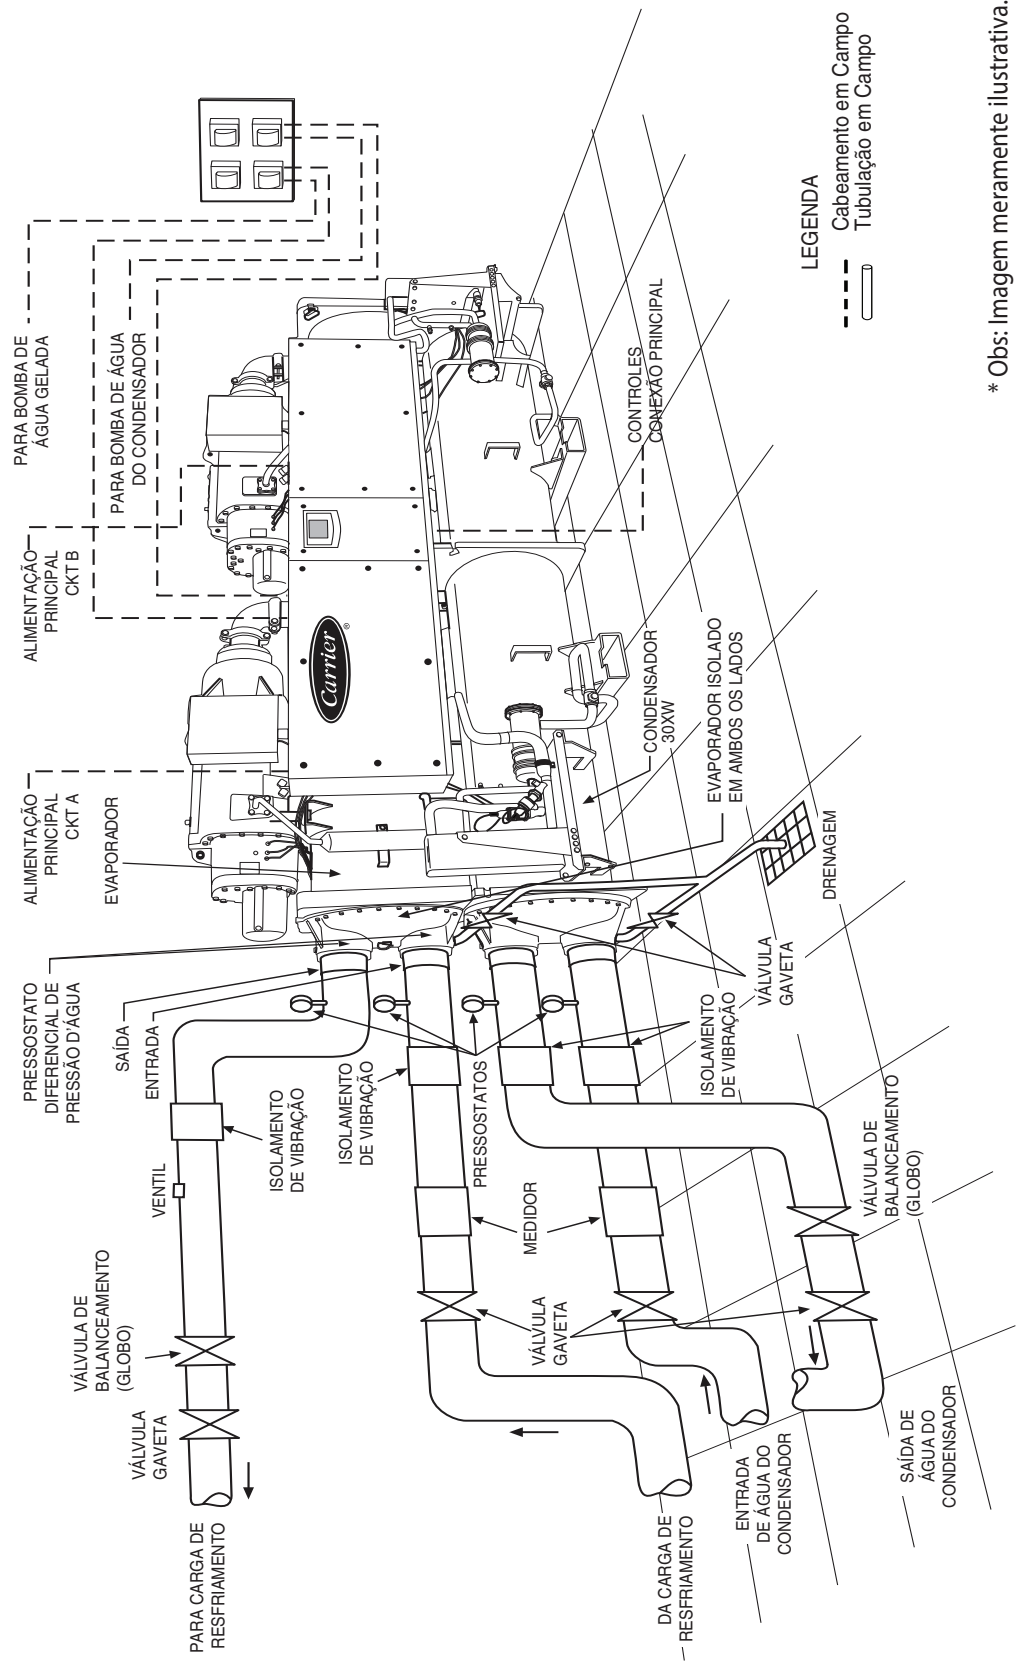 PARA BOMBA DE
ÁGUA GELADA
PARA BOMBA DE ÁGUA
DO CONDENSADOR
ALIMENTAÇÃO
PRINCIPAL
CKT B
ALIMENTAÇÃO
PRINCIPAL
CKT A
EVAPORADOR
PRESSOSTATO
DIFERENCIAL DE
PRESSÃO D'ÁGUA
SAÍDA
ENTRADA
ISOLAMENTO
DE VIBRAÇÃO
VENTIL
VÁLVULA DE
BALANCEAMENTO
(GLOBO)
VÁLVULA
GAVETA
PARA CARGA DE
RESFRIAMENTO
Carrier
®
CONTROLES
CONEXÃO PRINCIPAL
CONDENSADOR
30XW
EVAPORADOR ISOLADO
EM AMBOS OS LADOS
DRENAGEM
VÁLVULA
GAVETA
ISOLAMENTO
DE VIBRAÇÃO
PRESSOSTATOS
ISOLAMENTO
DE VIBRAÇÃO
MEDIDOR
VÁLVULA DE
BALANCEAMENTO
(GLOBO)
VÁLVULA
GAVETA
DA CARGA DE
RESFRIAMENTO
ENTRADA
DE ÁGUA DO
CONDENSADOR
SAÍDA DE
ÁGUA DO
CONDENSADOR
LEGENDA
Cabeamento em Campo
Tubulação em Campo
* Obs: Imagem meramente ilustrativa.